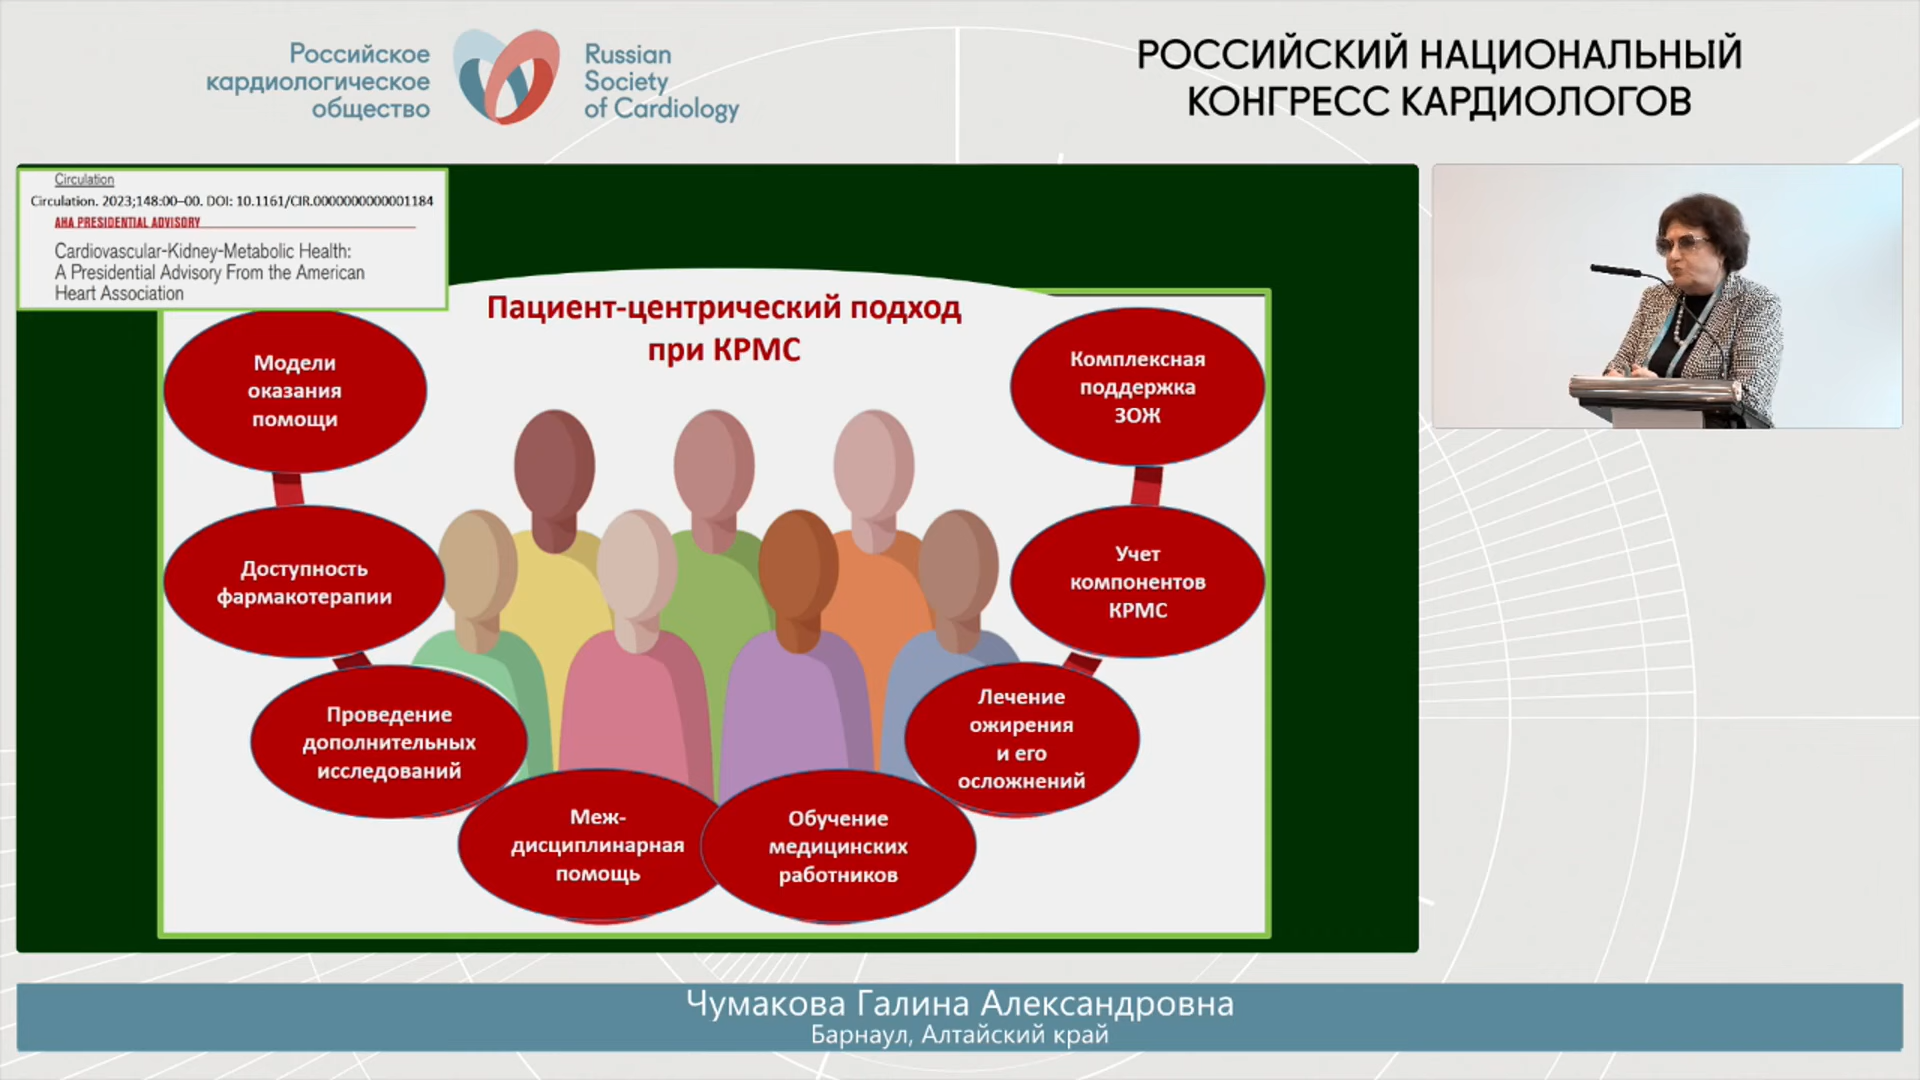 Российское
кардиологическое
общество
Russian
Society
of Cardiology
РОССИЙСКИЙ НАЦИОНАЛЬНЫЙ
КОНГРЕСС КАРДИОЛОГОВ
Circulation
Circulation. 2023;148:00–00. DOI: 10.1161/CIR.0000000000001184
AHA PRESIDENTIAL ADVISORY
Cardiovascular-Kidney-Metabolic Health:
A Presidential Advisory From the American
Heart Association
Пациент-центрический подход
при КРМС
Модели
оказания
помощи
Доступность
фармакотерапии
Проведение
дополнительных
исследований
Меж-
дисциплинарная
помощь
Обучение
медицинских
работников
Лечение
ожирения
и его
осложнений
Учет
компонентов
КРМС
Комплексная
поддержка
ЗОЖ
Чумакова Галина Александровна
Барнаул, Алтайский край